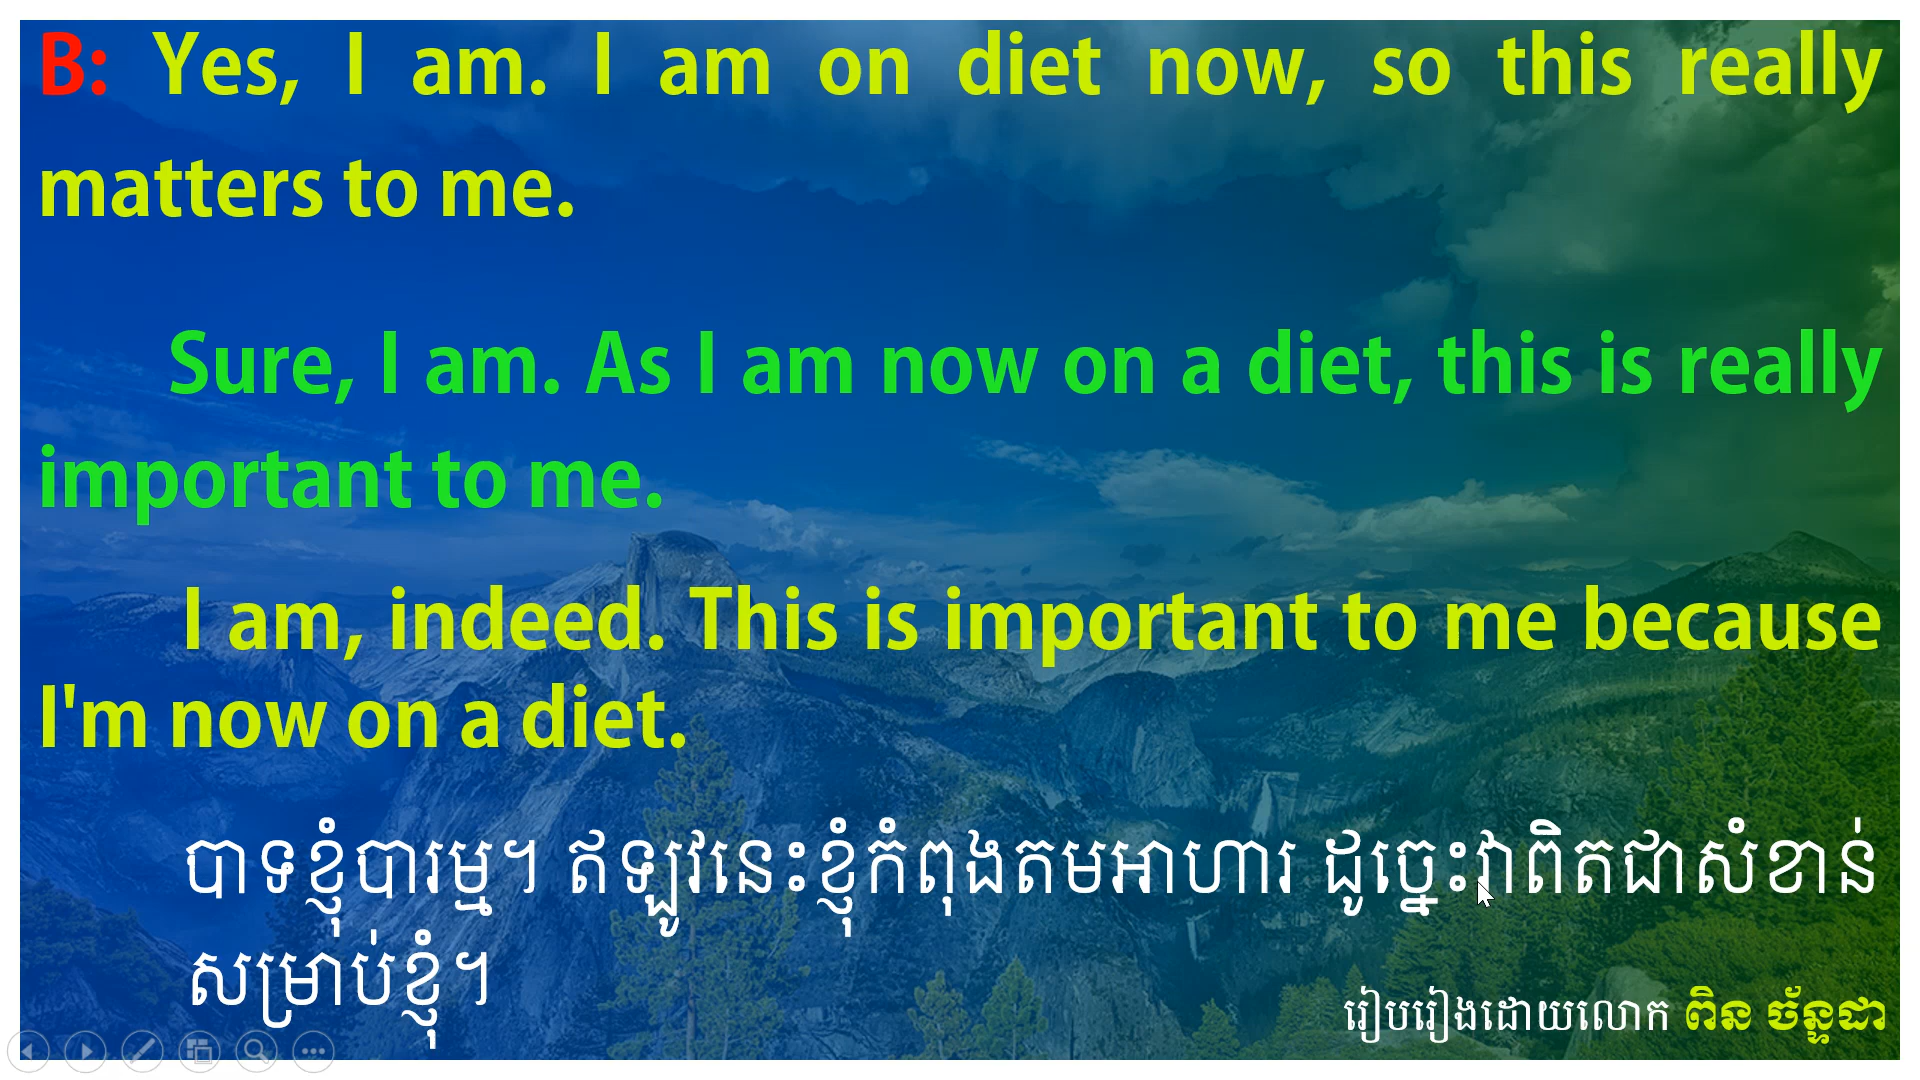 B: Yes, I am. I am on diet now, so this really
matters to me.
Sure, I am. As I am now on a diet, this is really
important to me.
I am, indeed. This is important to me because
I'm now on a diet.
បាទខ្ញុំបារម្ភ។ ឥឡូវនេះខ្ញុំកំពុងតមអាហារ ដូច្នេះវាពិតជាសំខាន់
សម្រាប់ខ្ញុំ។
រៀបរៀងដោយលោក ពិន ច័ន្ទដា